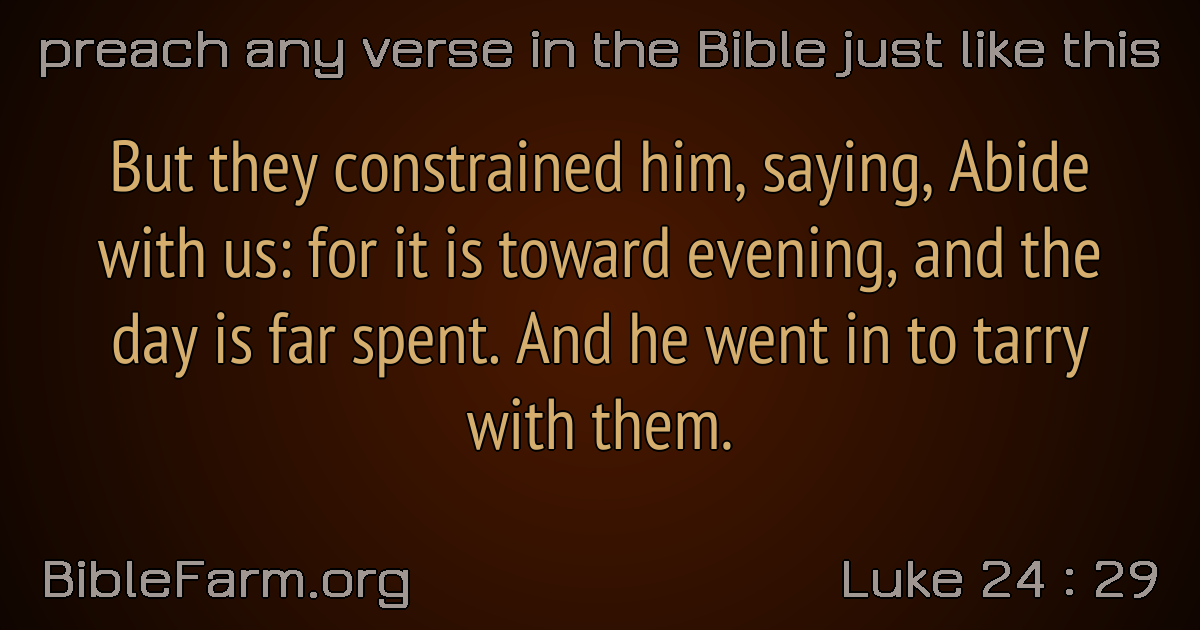 preach any verse in the Bible just like this
But they constrained him, saying, Abide
with us: for it is toward evening, and the
day is far spent. And he went in to tarry
with them.
BibleFarm.org
Luke 24 : 29